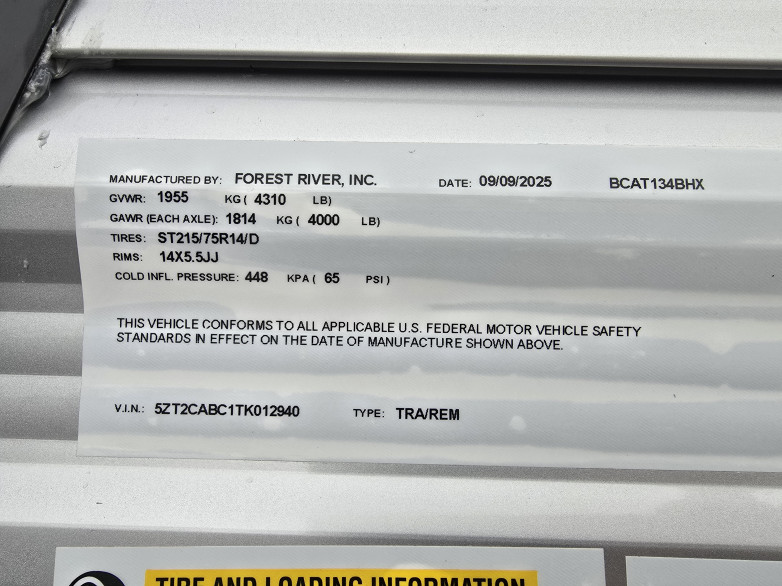 MANUFACTURED BY: FOREST RIVER, INC. DATE: 09/09/2025 BCAT134BHX
GVWR: 1955 KG ( 4310 LB)
GAWR (EACH AXLE): 1814 KG ( 4000 LB)
TIRES: ST215/75R14/D
RIMS: 14X5.5JJ
COLD INFL. PRESSURE: 448 KPA ( 65 PSI )
THIS VEHICLE CONFORMS TO ALL APPLICABLE U.S. FEDERAL MOTOR VEHICLE SAFETY
STANDARDS IN EFFECT ON THE DATE OF MANUFACTURE SHOWN ABOVE.
V.I.N.: 5ZT2CABC1TK012940 TYPE: TRA/REM
TIRE AND LOADING INFORMATION